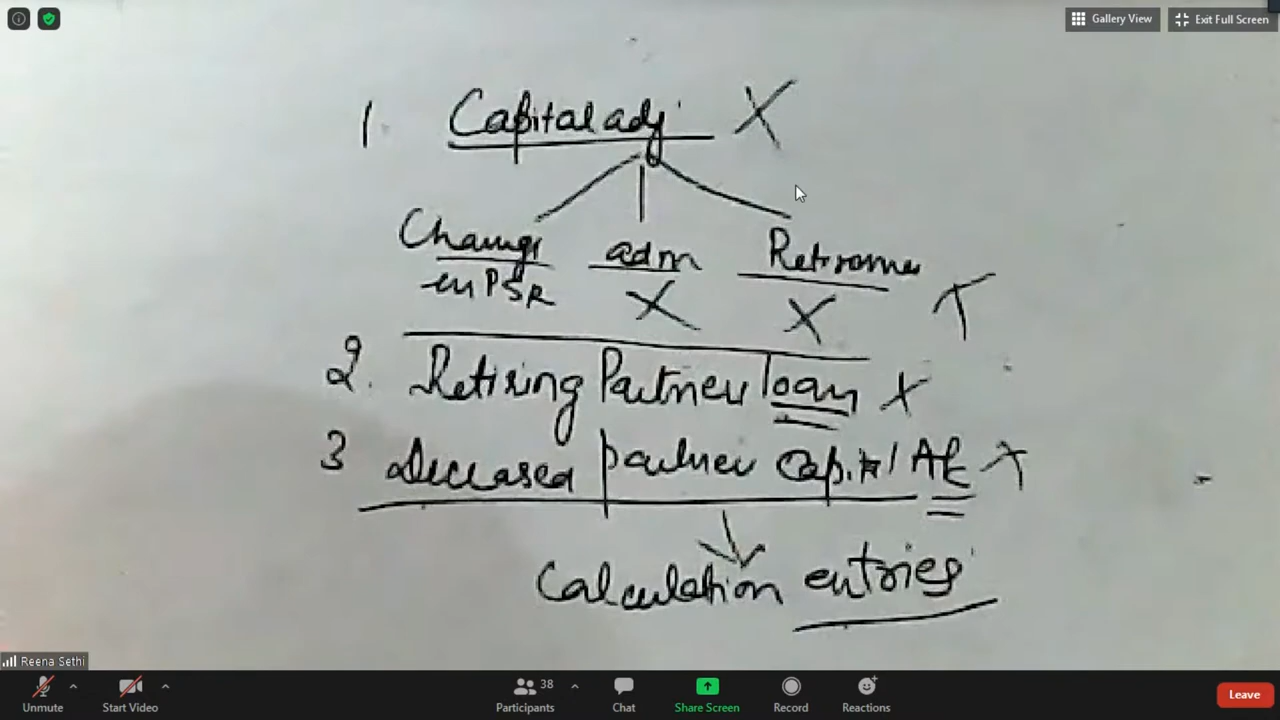 Gallery View Exit Full Screen
1. Capital adj. X
Change adm Retirome
in PSR X X X
2. Retiring Partner loan X
3 Deceased partner Capital A/c X
Calculation entries
Reena Sethi
Unmute Start Video Participants 38 Chat Share Screen Record Reactions Leave